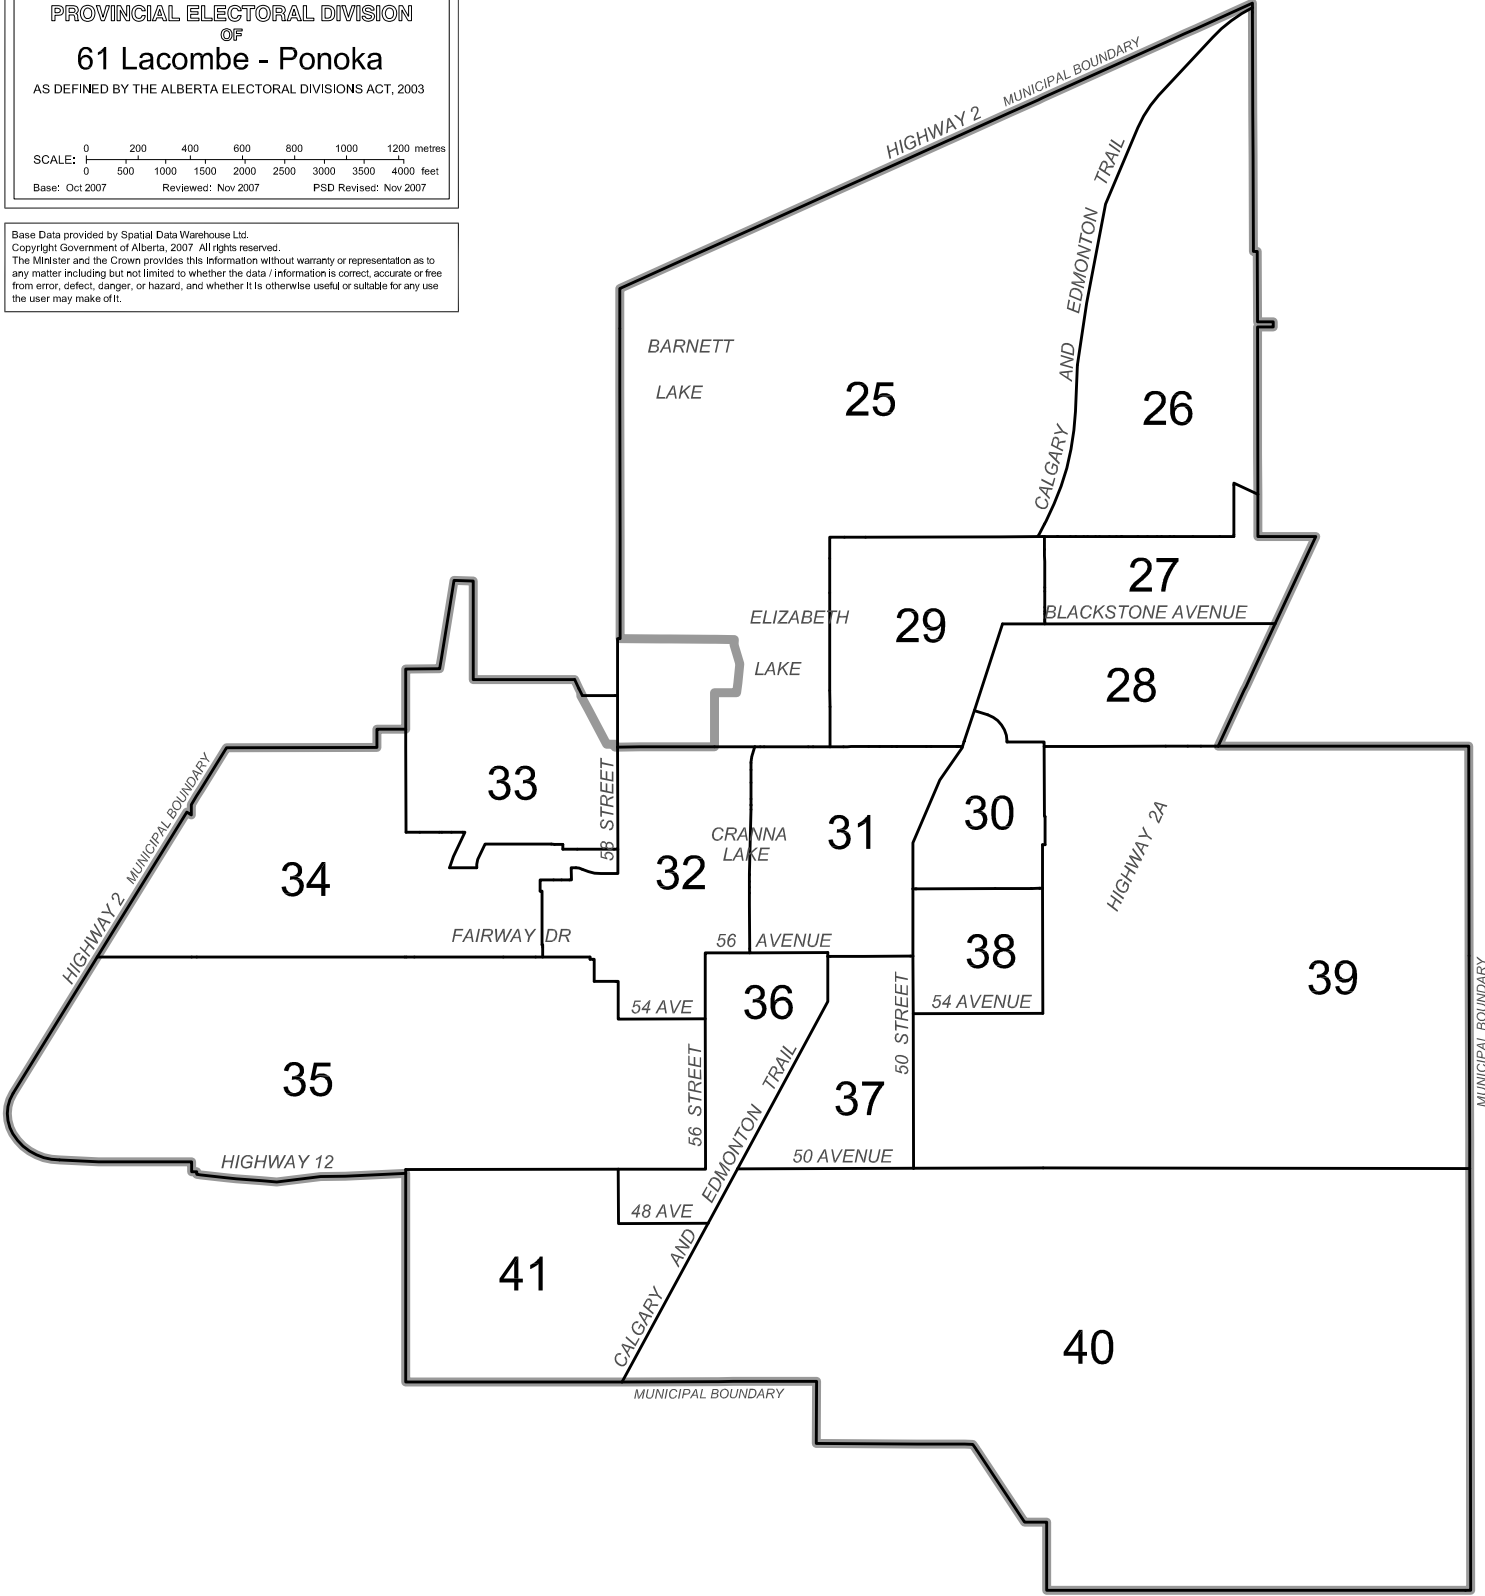 PROVINCIAL ELECTORAL DIVISION
OF
61 Lacombe - Ponoka
AS DEFINED BY THE ALBERTA ELECTORAL DIVISIONS ACT, 2003
0 200 400 600 800 1000 1200 metres
SCALE:
0 500 1000 1500 2000 2500 3000 3500 4000 feet
Base: Oct 2007 Reviewed: Nov 2007 PSD Revised: Nov 2007
Base Data provided by Spatial Data Warehouse Ltd.
Copyright Government of Alberta, 2007 All rights reserved.
The Minister and the Crown provides this information without warranty or representation as to
any matter including but not limited to whether the data / information is correct, accurate or free
from error, defect, danger, or hazard, and whether it is otherwise useful or suitable for any use
the user may make of it.
HIGHWAY 2 MUNICIPAL BOUNDARY
CALGARY AND EDMONTON TRAIL
BARNETT
LAKE
25
26
27
BLACKSTONE AVENUE
ELIZABETH
LAKE
29
28
33
58 STREET
HIGHWAY 2 MUNICIPAL BOUNDARY
34
32
CRANNA
LAKE
31
30
HIGHWAY 2A
FAIRWAY DR
56 AVENUE
38
39
MUNICIPAL BOUNDARY
54 AVE
36
54 AVENUE
50 STREET
35
56 STREET
37
HIGHWAY 12
50 AVENUE
48 AVE
CALGARY AND EDMONTON TRAIL
41
40
MUNICIPAL BOUNDARY